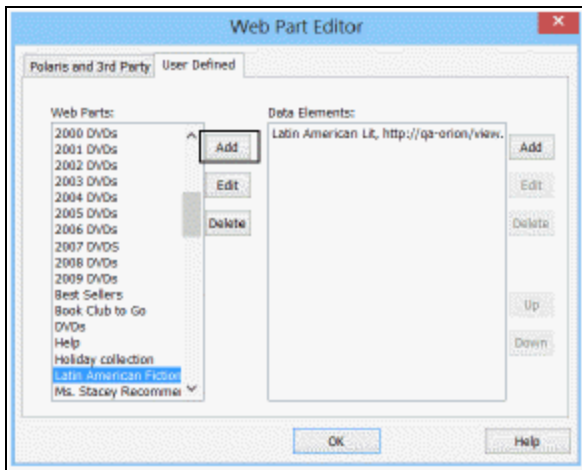 Web Part Editor
Polaris and 3rd Party
User Defined
Web Parts:
2000 DVDs
2001 DVDs
2002 DVDs
2003 DVDs
2004 DVDs
2005 DVDs
2006 DVDs
2007 DVDS
2008 DVDs
2009 DVDs
Best Sellers
Book Club to Go
DVDs
Help
Holiday collection
Latin American Fiction
Ms. Stacey Recommer
Add
Edit
Delete
Data Elements:
Latin American Lit, http://qa-orion/view.
Add
Edit
Delete
Up
Down
OK
Help